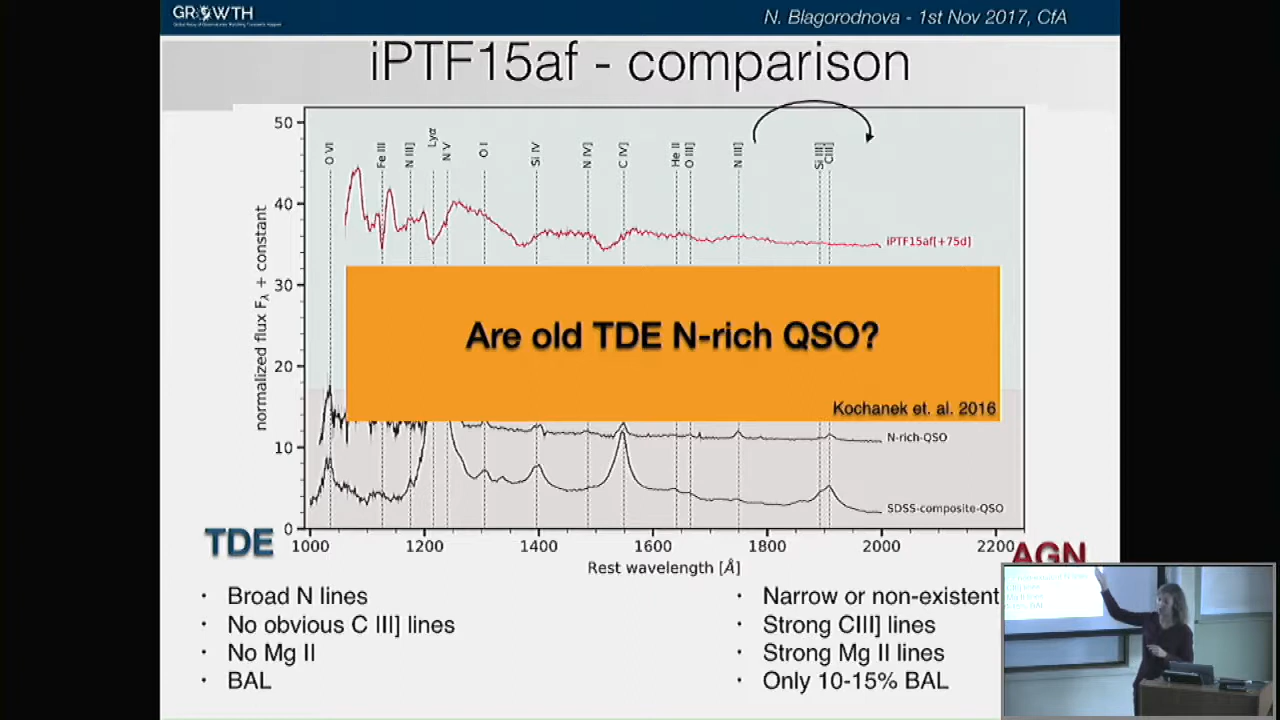 GROWTH
N. Blagorodnova - 1st Nov 2017, CfA
iPTF15af - comparison
normalized flux Fλ + constant
50
40
30
20
10
0
O VI
Fe III
N III]
Lyα
N V
O I
Si IV
N IV]
C IV]
He II
O III]
N III]
Si III]
CIII]
iPTF15af[+75d]
Are old TDE N-rich QSO?
Kochanek et. al. 2016
N-rich-QSO
SDSS-composite-QSO
1000 1200 1400 1600 1800 2000 2200
Rest wavelength [Å]
TDE
• Broad N lines
• No obvious C III] lines
• No Mg II
• BAL
AGN
• Narrow or non-existent
• Strong CIII] lines
• Strong Mg II lines
• Only 10-15% BAL